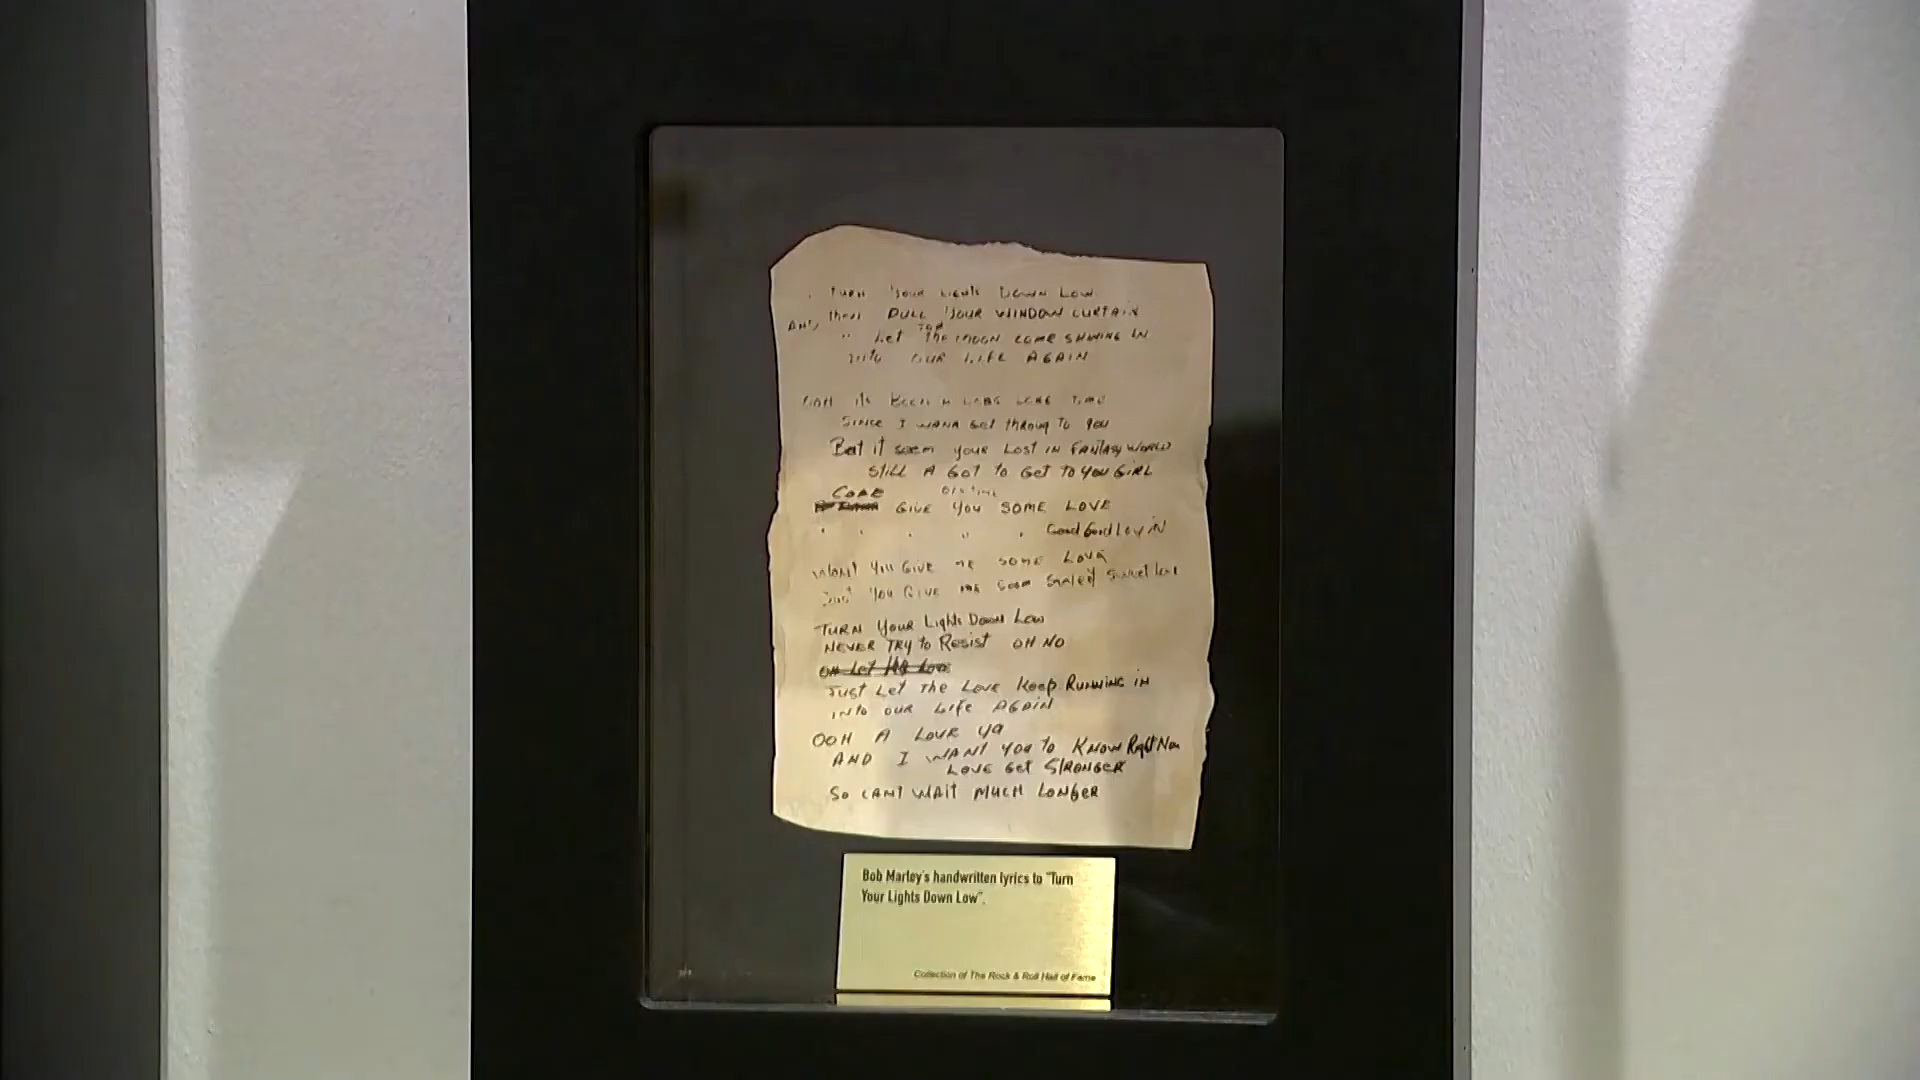 TURN YOUR LIGHTS DOWN LOW
AND then PULL YOUR WINDOW CURTAIN
Let THE MOON COME SHINING IN
INTO OUR LIFE AGAIN
OOH ITS BEEN A LONG LONG TIME
SINCE I WANA Get throug To YOU
But it seem your LOST IN FANTASY WORLD
Still A Got to Get TO YOU GIRL
COME
GIVE YOU SOME LOVE
Good Good LOVIN
WANT YOU GIVE ME SOME LOVE
YOU GIVE ME SWEET
TURN YOUR Lights Down Low
NEVER TRY to Resist OH NO
OH Let
JUST LET THE LOVE Keep RUNNING IN
INTO OUR LIFE AGAIN
OOH A LOVE YA
AND I WANT YOU TO KNOW Right Now
LOVE Get STRONGER
SO CANT WAIT MUCH LONGER
Bob Marley's handwritten lyrics to "Turn
Your Lights Down Low".
Collection of The Rock & Roll Hall of Fame